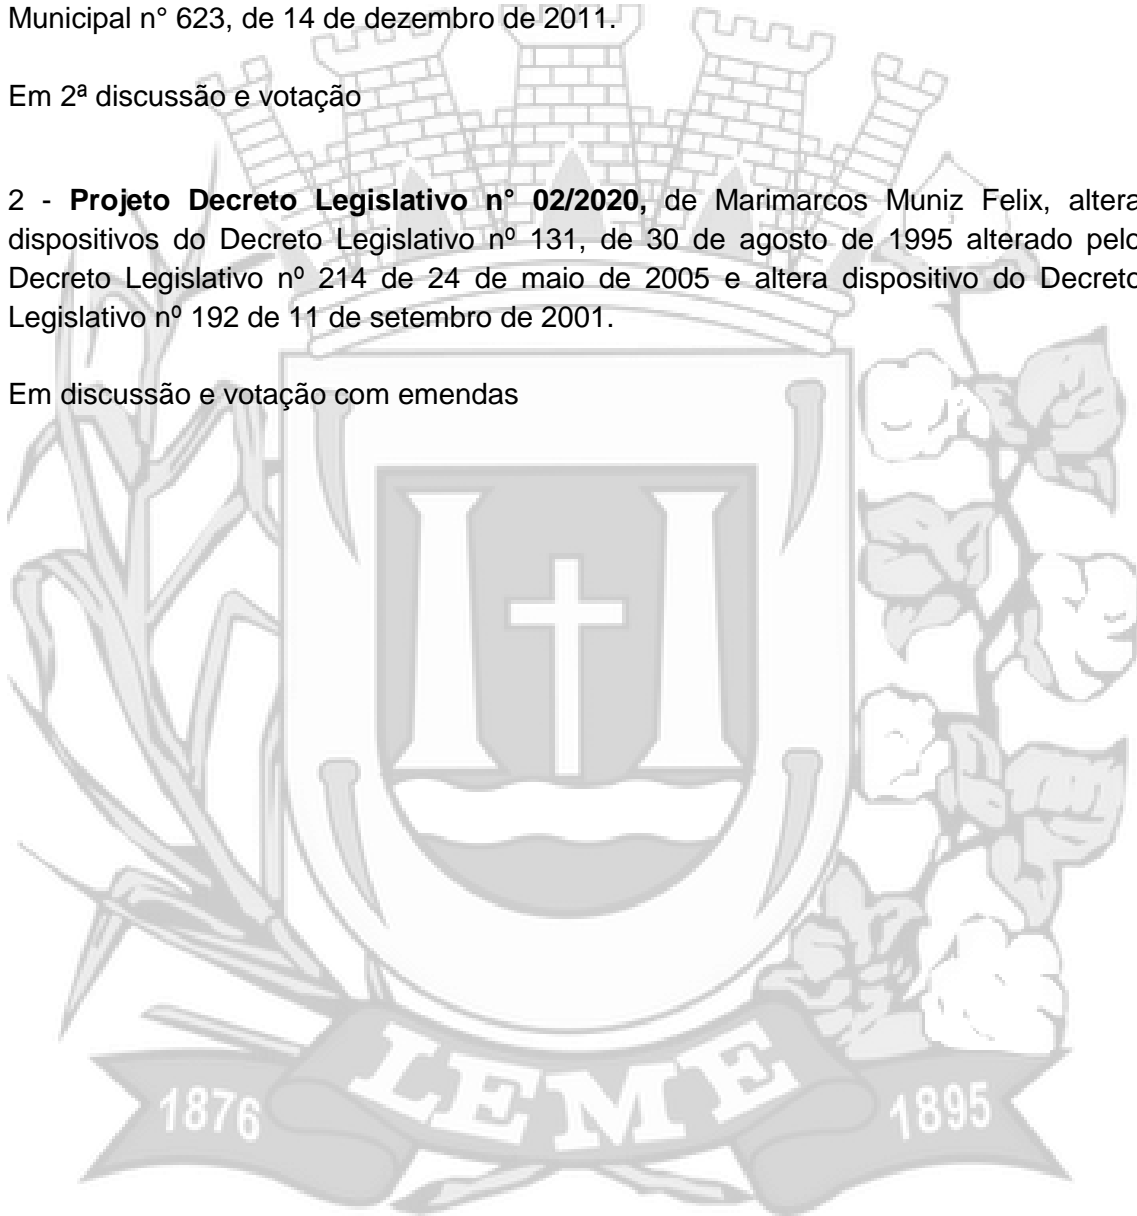 Municipal n° 623, de 14 de dezembro de 2011.
Em 2ª discussão e votação
2 - Projeto Decreto Legislativo n° 02/2020, de Marimarcos Muniz Felix, altera
dispositivos do Decreto Legislativo nº 131, de 30 de agosto de 1995 alterado pelo
Decreto Legislativo nº 214 de 24 de maio de 2005 e altera dispositivo do Decreto
Legislativo nº 192 de 11 de setembro de 2001.
Em discussão e votação com emendas
LEME
1876
1895